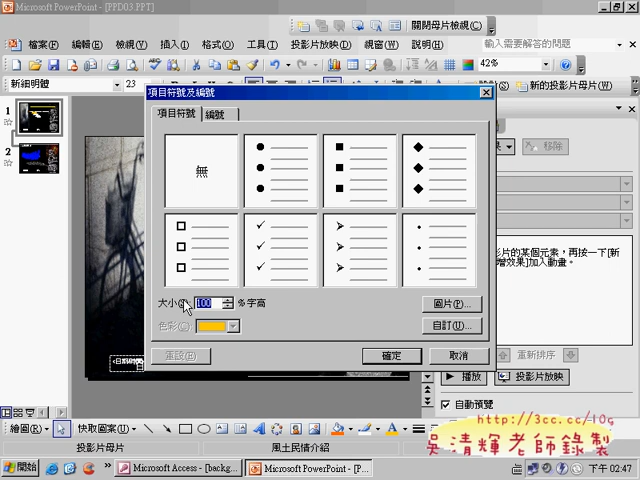 Microsoft PowerPoint - [PPD03.PPT]
關閉母片檢視(C)
檔案(F) 編輯(E) 檢視(V) 插入(I) 格式(O) 工具(T) 投影片放映(D) 視窗(W) 說明(H) 輸入需要解答的問題
42%
新細明體 23 新的投影片母片(W)
項目符號及編號
項目符號 編號
1
2
無
移除
片的某個元素，再按一下[新
增效果]加入動畫。
大小(S): 100 % 字高
圖片(P)...
色彩(C):
自訂(U)...
重設(E) 確定 取消
重新排序
播放 投影片放映
自動預覽
繪圖(R) 快取圖案(U)
投影片母片 風土民情介紹
http://3cc.cc/10g
吳清輝老師錄製
開始 Microsoft Access - [backg... Microsoft PowerPoint - [P... 下午 02:47